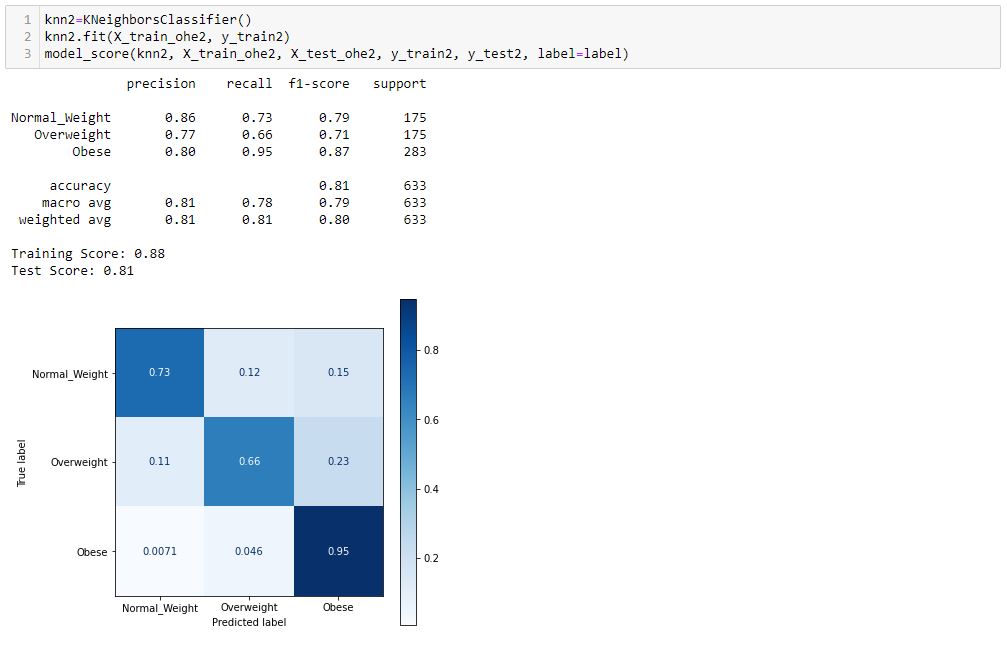 1 knn2=KNeighborsClassifier()
2 knn2.fit(X_train_ohe2, y_train2)
3 model_score(knn2, X_train_ohe2, X_test_ohe2, y_train2, y_test2, label=label)
precision recall f1-score support
Normal_Weight 0.86 0.73 0.79 175
Overweight 0.77 0.66 0.71 175
Obese 0.80 0.95 0.87 283
accuracy 0.81 633
macro avg 0.81 0.78 0.79 633
weighted avg 0.81 0.81 0.80 633
Training Score: 0.88
Test Score: 0.81
0.8
Normal_Weight 0.73 0.12 0.15
0.6
True label
Overweight 0.11 0.66 0.23
0.4
Obese 0.0071 0.046 0.95
0.2
Normal_Weight Overweight Obese
Predicted label